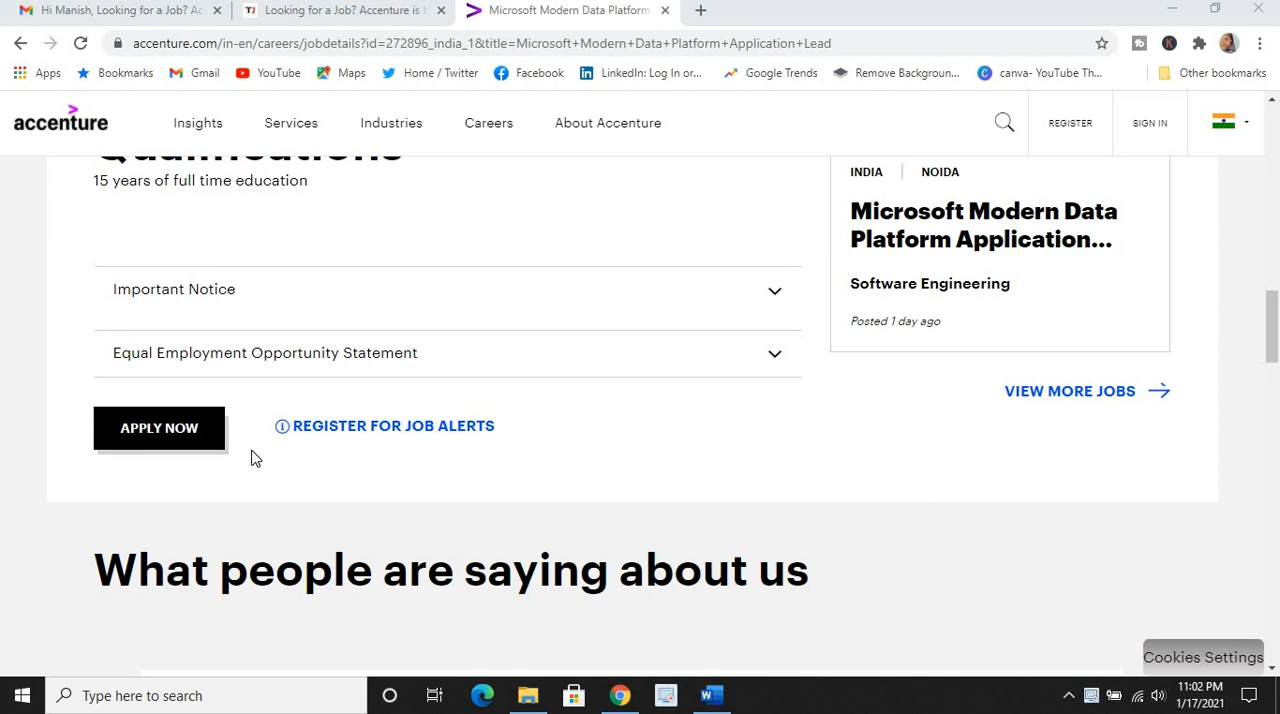 Hi Manish, Looking for a Job? Ac
TJ Looking for a Job? Accenture is h
Microsoft Modern Data Platform
accenture.com/in-en/careers/jobdetails?id=272896_india_1&title=Microsoft+Modern+Data+Platform+Application+Lead
Apps Bookmarks Gmail YouTube Maps Home / Twitter Facebook LinkedIn: Log In or... Google Trends Remove Backgroun... canva- YouTube Th... Other bookmarks
accenture Insights Services Industries Careers About Accenture REGISTER SIGN IN
Qualifications
15 years of full time education
Important Notice
Equal Employment Opportunity Statement
APPLY NOW REGISTER FOR JOB ALERTS
INDIA NOIDA
Microsoft Modern Data
Platform Application...
Software Engineering
Posted 1 day ago
VIEW MORE JOBS
What people are saying about us
Cookies Settings
Type here to search
11:02 PM
1/17/2021